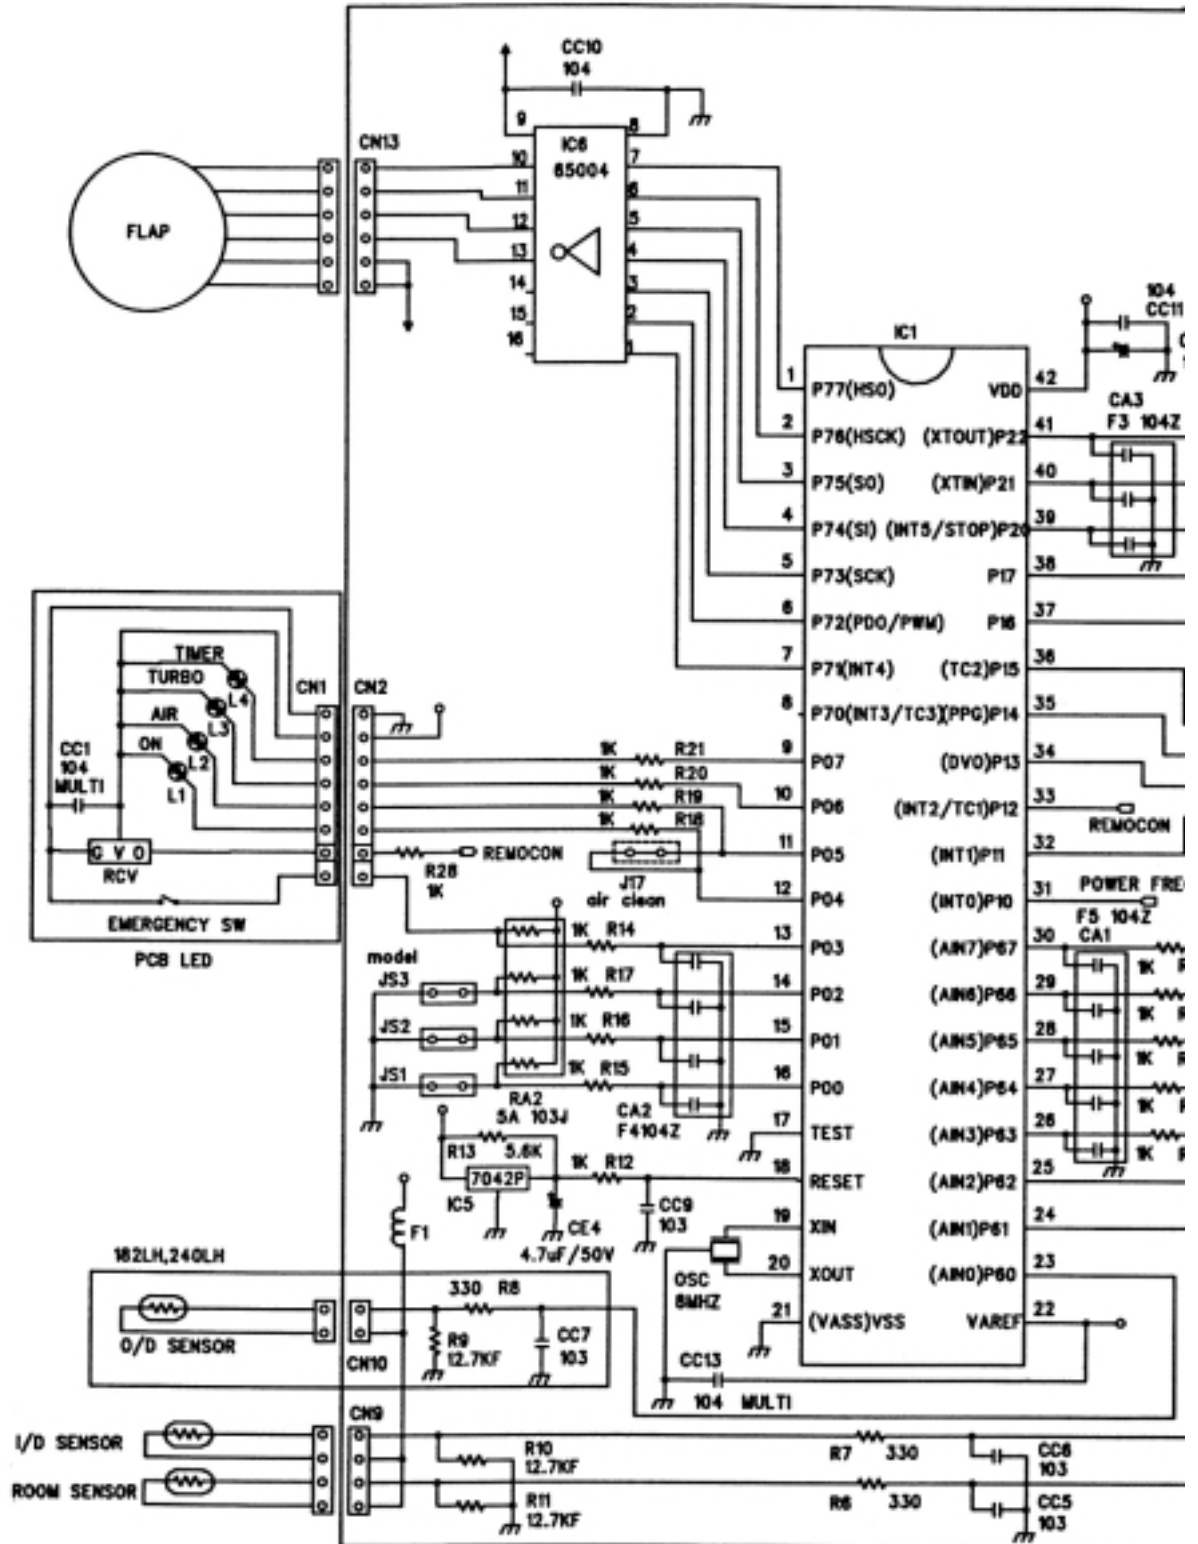 CC10
104
CN13
9
8
IC6
65004
10
7
11
6
12
5
13
4
14
3
15
2
16
1
FLAP
104
CC11
IC1
1
P77(HSO)
VDD
42
CA3
F3 104Z
2
P76(HSCK)
(XTOUT)P22
41
3
P75(SO)
(XTIN)P21
40
4
P74(SI)
(INT5/STOP)P20
39
5
P73(SCK)
P17
38
6
P72(PDO/PWM)
P16
37
7
P71(INT4)
(TC2)P15
36
8
P70(INT3/TC3)
(PPG)P14
35
9
P07
(DVO)P13
34
10
P06
(INT2/TC1)P12
33
REMOCON
11
P05
(INT1)P11
32
12
P04
(INT0)P10
31
POWER FRE
F5 104Z
CA1
13
P03
(AIN7)P67
30
1K R
14
P02
(AIN6)P66
29
1K R
15
P01
(AIN5)P65
28
1K R
16
P00
(AIN4)P64
27
1K R
17
TEST
(AIN3)P63
26
1K R
18
RESET
(AIN2)P62
25
19
XIN
(AIN1)P61
24
20
XOUT
(AIN0)P60
23
21
(VASS)VSS
VAREF
22
TIMER
TURBO
AIR
ON
L4
L3
L2
L1
CC1
104
MULTI
CN1
CN2
G V O
RCV
EMERGENCY SW
PCB LED
1K R21
1K R20
1K R19
1K R18
R28
1K
REMOCON
J17
air clean
model
JS3
JS2
JS1
1K R14
1K R17
1K R16
1K R15
RA2
5A 103J
CA2
F4104Z
R13
5.6K
7042P
IC5
1K R12
CC9
103
CE4
4.7uF/50V
F1
OSC
8MHZ
182LH,240LH
O/D SENSOR
CN10
330 R8
R9
12.7KF
CC7
103
CC13
104 MULTI
I/D SENSOR
ROOM SENSOR
CN9
R10
12.7KF
R11
12.7KF
R7 330
R6 330
CC6
103
CC5
103